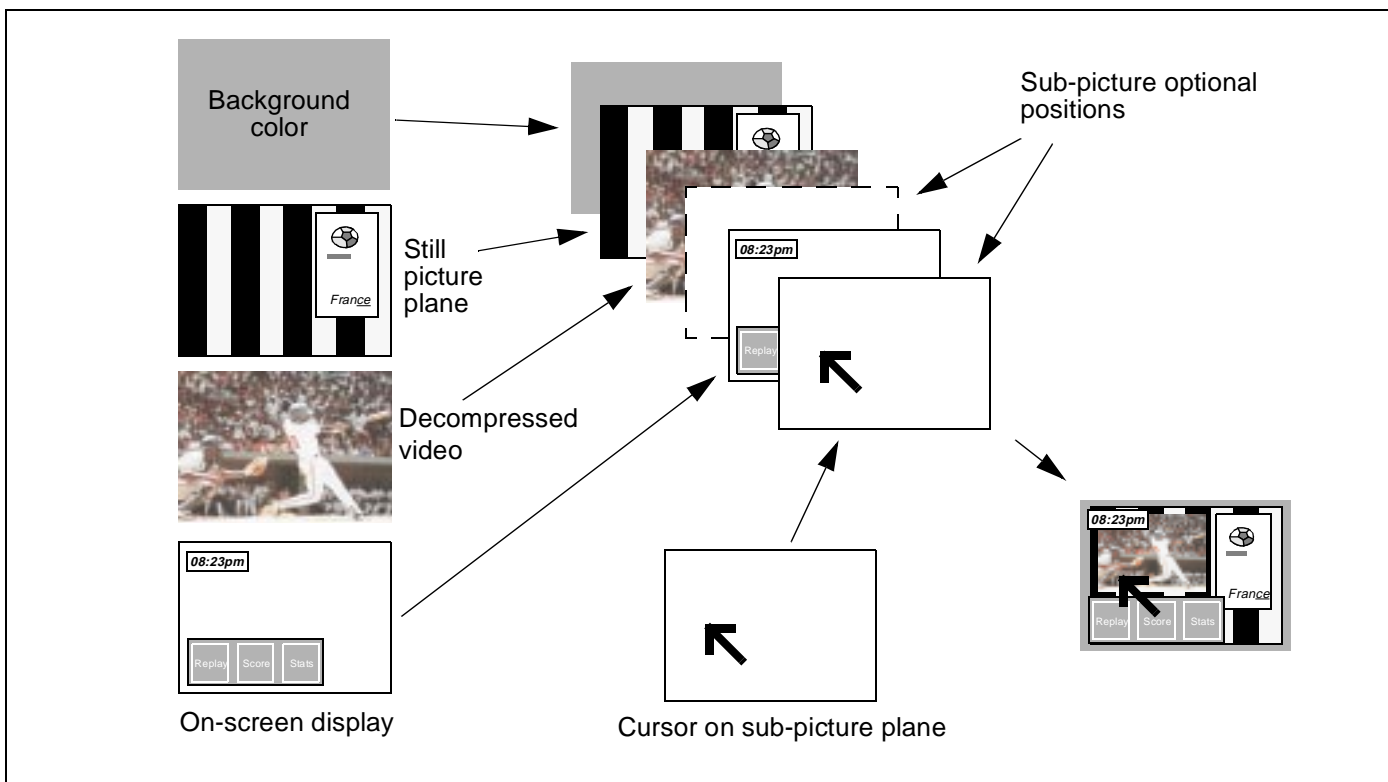 Background
color
Sub-picture optional
positions
France
Still
picture
plane
08:23pm
Replay
Decompressed
video
08:23pm
Replay Score Stats
On-screen display
Cursor on sub-picture plane
08:23pm
France
Replay Score Stats